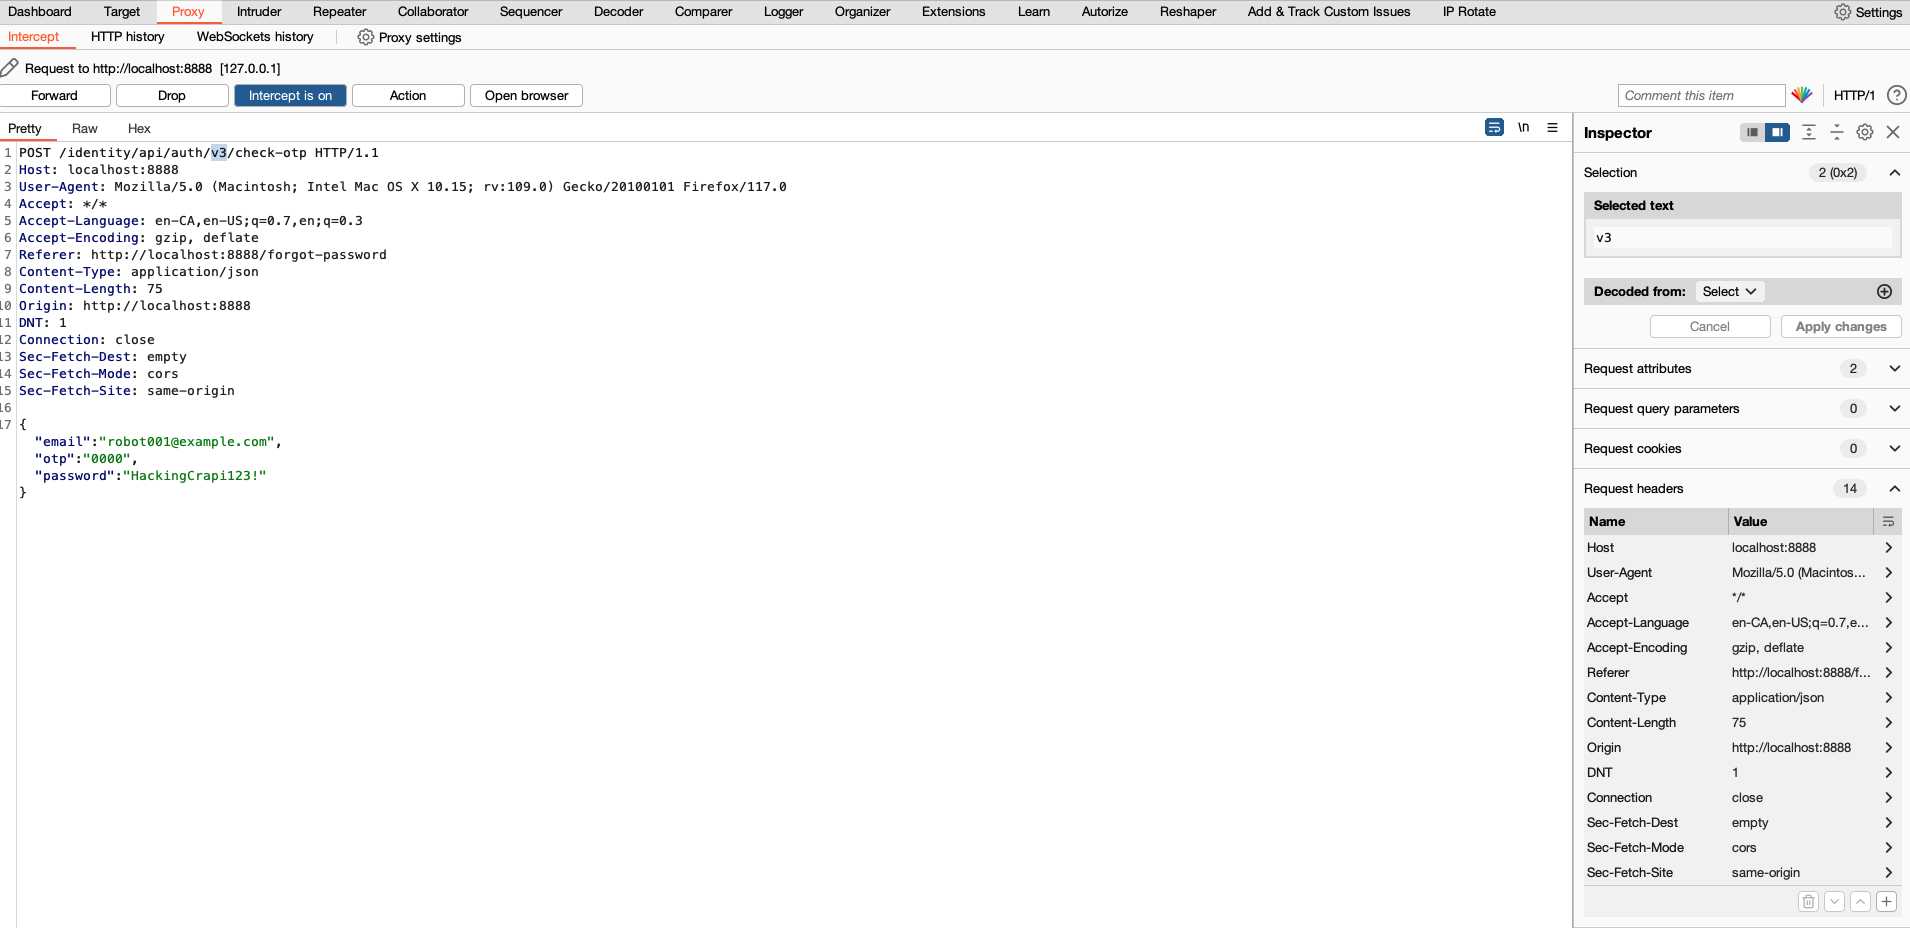 Dashboard Target Proxy Intruder Repeater Collaborator Sequencer Decoder Comparer Logger Organizer Extensions Learn Autorize Reshaper Add & Track Custom Issues IP Rotate Settings
Intercept HTTP history WebSockets history Proxy settings
Request to http://localhost:8888 [127.0.0.1]
Forward Drop Intercept is on Action Open browser Comment this item HTTP/1 ?
Pretty Raw Hex \n
1 POST /identity/api/auth/v3/check-otp HTTP/1.1
2 Host: localhost:8888
3 User-Agent: Mozilla/5.0 (Macintosh; Intel Mac OS X 10.15; rv:109.0) Gecko/20100101 Firefox/117.0
4 Accept: */*
5 Accept-Language: en-CA,en-US;q=0.7,en;q=0.3
6 Accept-Encoding: gzip, deflate
7 Referer: http://localhost:8888/forgot-password
8 Content-Type: application/json
9 Content-Length: 75
10 Origin: http://localhost:8888
11 DNT: 1
12 Connection: close
13 Sec-Fetch-Dest: empty
14 Sec-Fetch-Mode: cors
15 Sec-Fetch-Site: same-origin
16
17 {
"email":"robot001@example.com",
"otp":"0000",
"password":"HackingCrapi123!"
}
Inspector
Selection 2 (0x2)
Selected text
v3
Decoded from: Select
Cancel Apply changes
Request attributes 2
Request query parameters 0
Request cookies 0
Request headers 14
Name Value
Host localhost:8888
User-Agent Mozilla/5.0 (Macintos...
Accept */*
Accept-Language en-CA,en-US;q=0.7,e...
Accept-Encoding gzip, deflate
Referer http://localhost:8888/f...
Content-Type application/json
Content-Length 75
Origin http://localhost:8888
DNT 1
Connection close
Sec-Fetch-Dest empty
Sec-Fetch-Mode cors
Sec-Fetch-Site same-origin